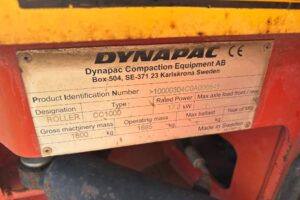 DYNAPAC CE
Dynapac Compaction Equipment AB
Box 504, SE-371 23 Karlskrona Sweden
Product Identification Number
Designation Type Rated Power Max axle load front / rear
ROLLER CC1000 kW
Gross machinery mass Operating mass Max ballast Year of
1800 kg 1665 kg Made in Sweden